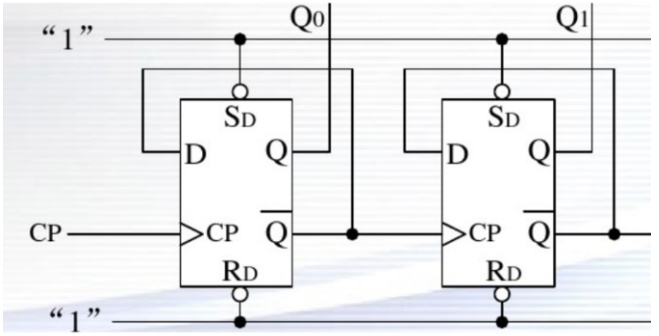 Q0 Q1
“1”
SD SD
D Q D Q
CP CP Q CP Q
RD RD
“1”